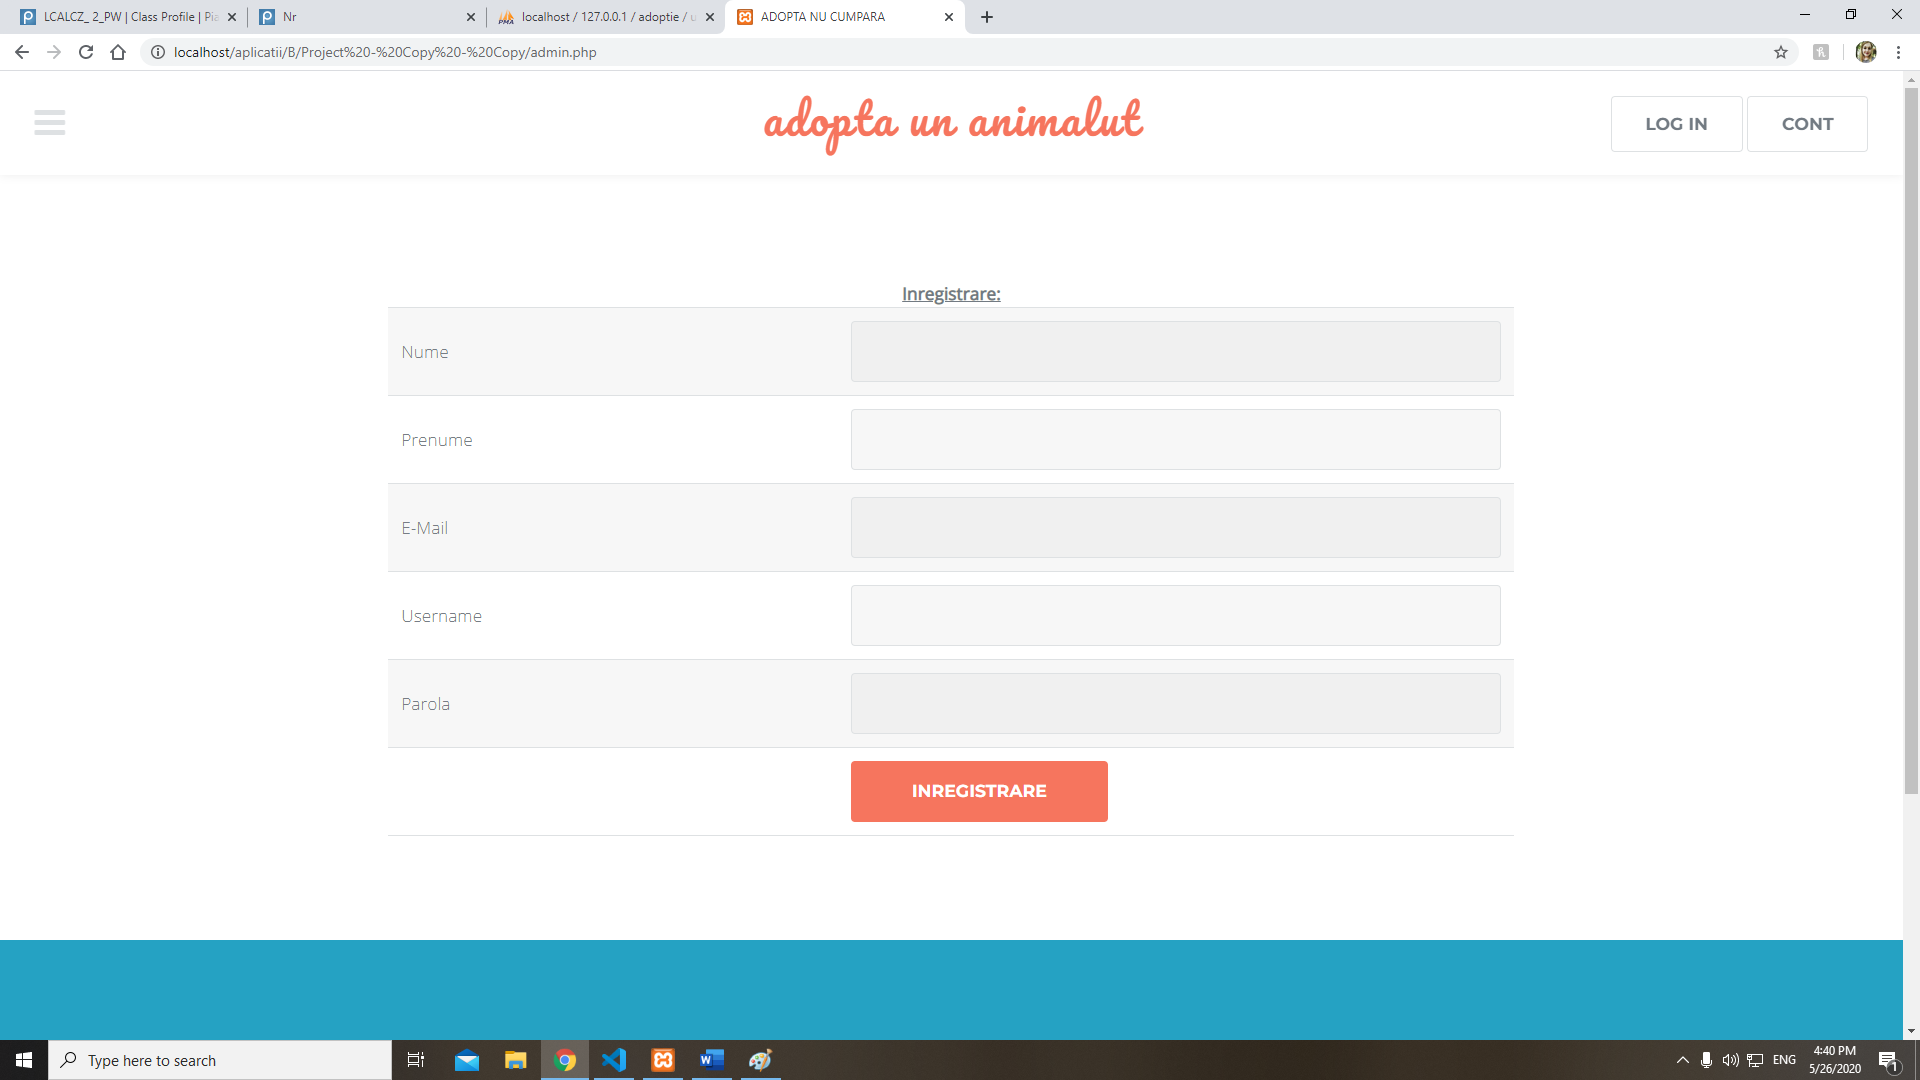 LCALCZ_ 2_PW | Class Profile | Pia
Nr
localhost / 127.0.0.1 / adoptie / u
ADOPTA NU CUMPARA
localhost/aplicatii/B/Project%20-%20Copy%20-%20Copy/admin.php
adopta un animalut
LOG IN
CONT
Inregistrare:
Nume
Prenume
E-Mail
Username
Parola
INREGISTRARE
Type here to search
ENG
4:40 PM
5/26/2020
1